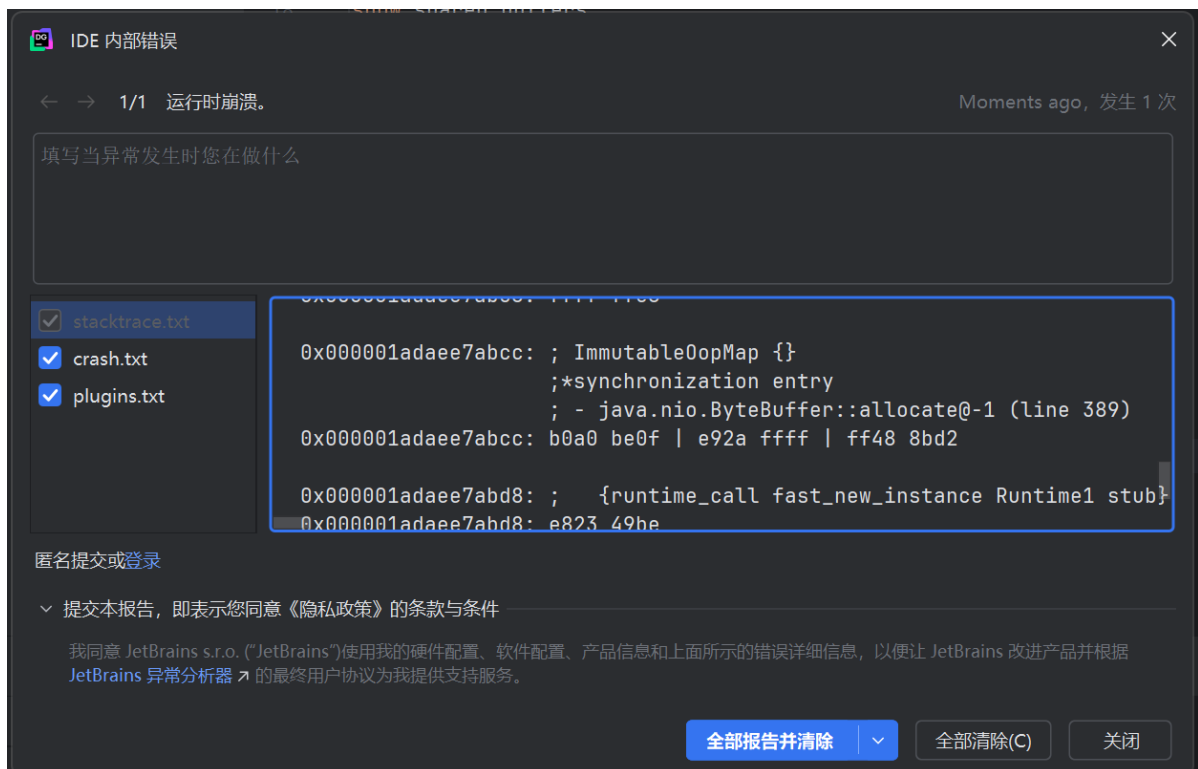 show shared_buffers
DG
IDE 内部错误
1/1 运行时崩溃。
Moments ago，发生 1 次
填写当异常发生时您在做什么
stacktrace.txt
crash.txt
plugins.txt
0x000001adaee7abcc: ; ImmutableOopMap {}
;*synchronization entry
; - java.nio.ByteBuffer::allocate@-1 (line 389)
0x000001adaee7abcc: b0a0 be0f | e92a ffff | ff48 8bd2
0x000001adaee7abd8: ;   {runtime_call fast_new_instance Runtime1 stub}
0x000001adaee7abd8: e823 49be
匿名提交或登录
提交本报告，即表示您同意《隐私政策》的条款与条件
我同意 JetBrains s.r.o. (“JetBrains”)使用我的硬件配置、软件配置、产品信息和上面所示的错误详细信息，以便让 JetBrains 改进产品并根据
JetBrains 异常分析器 ↗ 的最终用户协议为我提供支持服务。
全部报告并清除
全部清除(C)
关闭